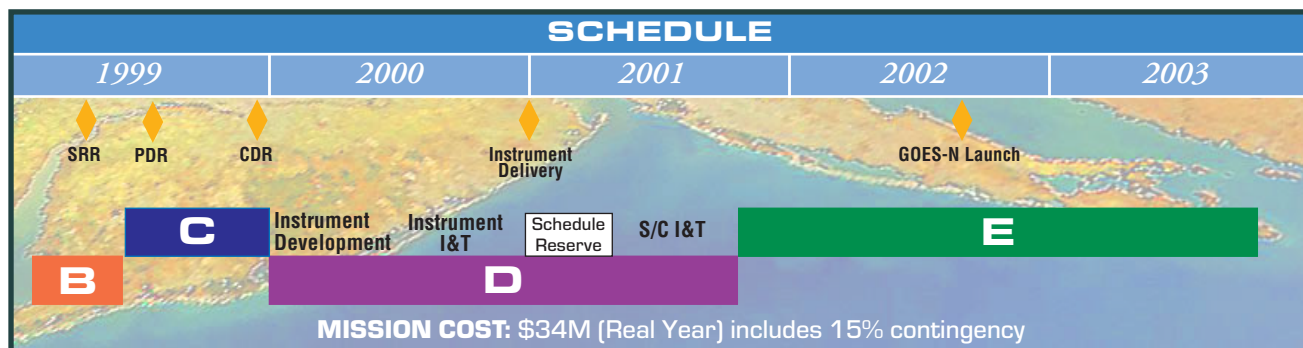 SCHEDULE
1999 2000 2001 2002 2003
SRR PDR CDR Instrument Delivery GOES-N Launch
C Instrument Development Instrument I&T Schedule Reserve S/C I&T E
B D
MISSION COST: $34M (Real Year) includes 15% contingency